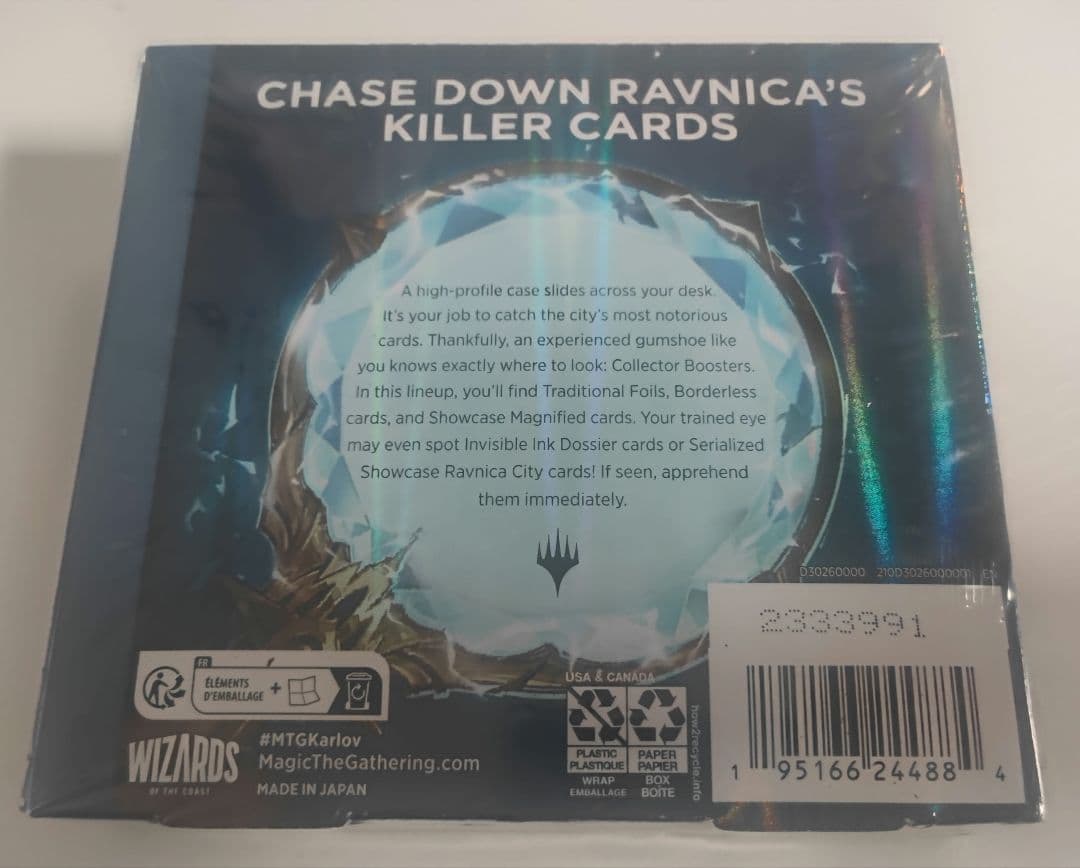 CHASE DOWN RAVNICA'S
KILLER CARDS
A high-profile case slides across your desk.
It's your job to catch the city's most notorious
cards. Thankfully, an experienced gumshoe like
you knows exactly where to look: Collector Boosters.
In this lineup, you'll find Traditional Foils, Borderless
cards, and Showcase Magnified cards. Your trained eye
may even spot Invisible Ink Dossier cards or Serialized
Showcase Ravnica City cards! If seen, apprehend
them immediately.
D30260000 EN
2333991
FR
ÉLÉMENTS
D'EMBALLAGE
+
USA & CANADA
PLASTIC
PLASTIQUE
WRAP
EMBALLAGE
PAPER
PAPIER
BOX
BOÎTE
how2recycle.info
WIZARDS
OF THE COAST
#MTGKarlov
MagicTheGathering.com
MADE IN JAPAN
1 95166 24488 4